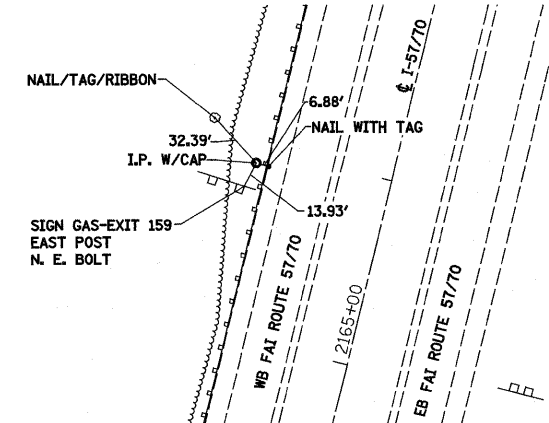 NAIL/TAG/RIBBON
6.88'
NAIL WITH TAG
32.39'
I.P. W/CAP
13.93'
SIGN GAS-EXIT 159
EAST POST
N. E. BOLT
℄ I-57/70
WB FAI ROUTE 57/70
2165+00
EB FAI ROUTE 57/70